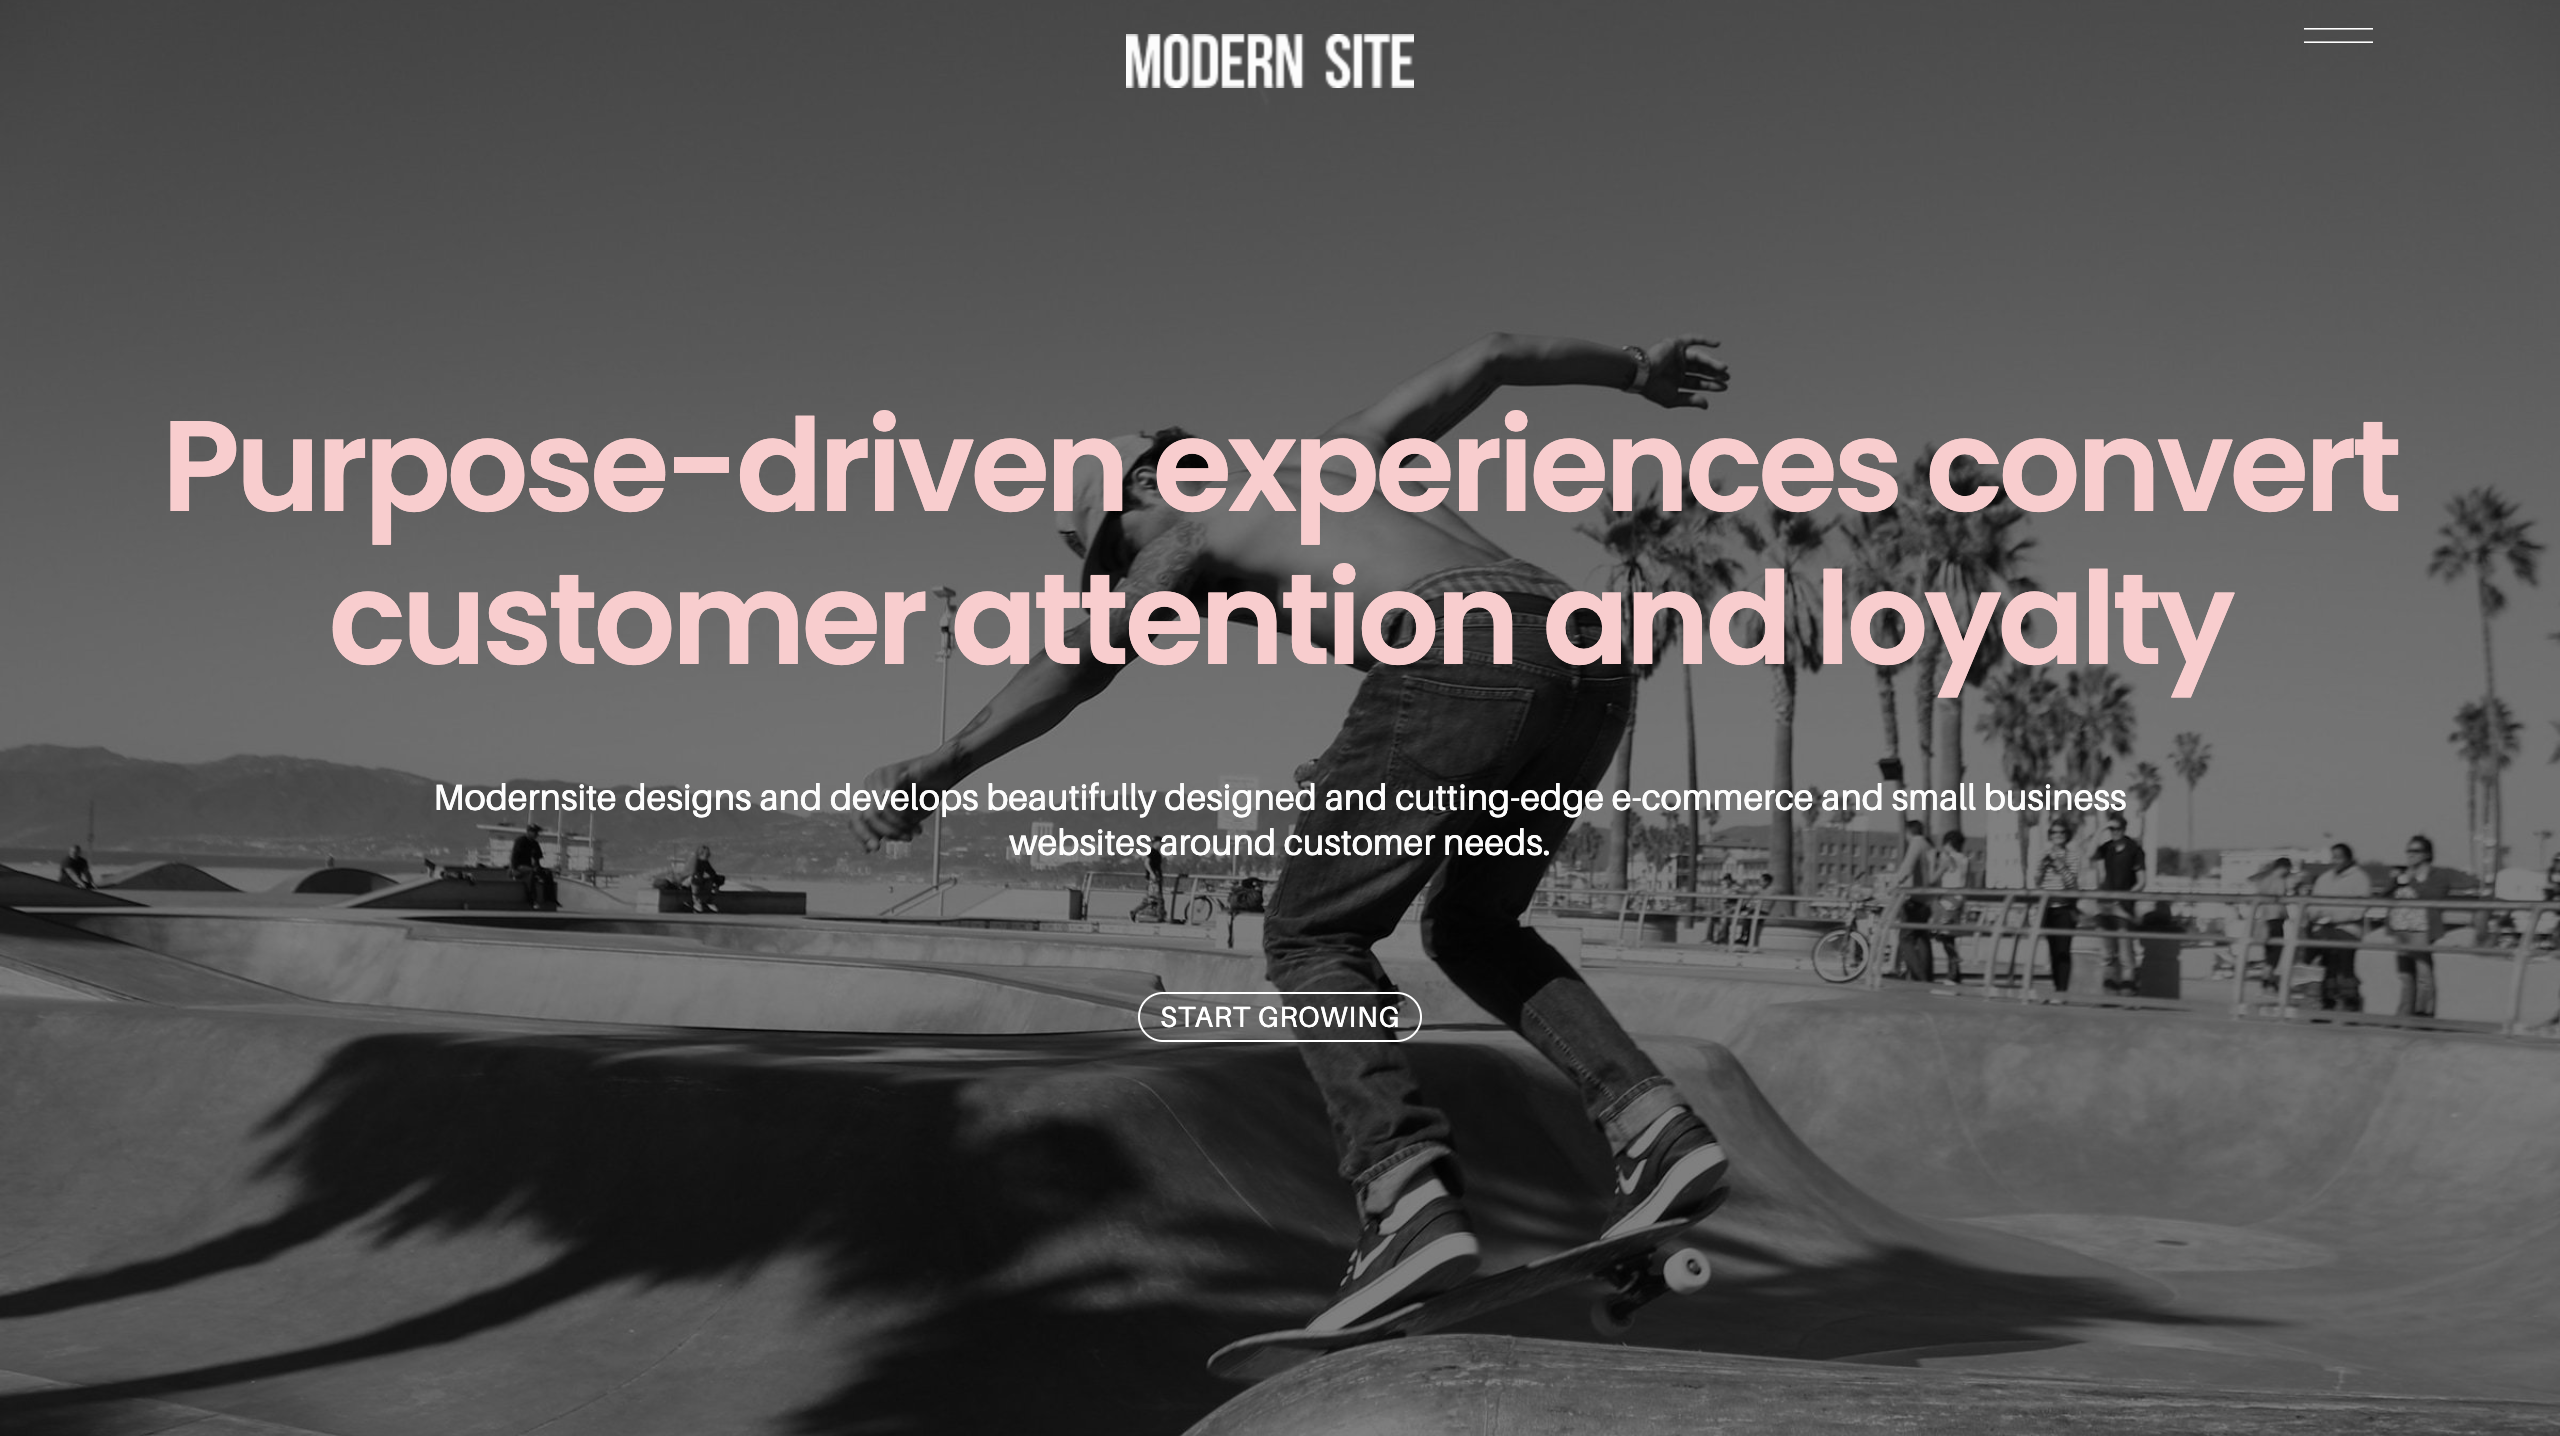 MODERN SITE
Purpose-driven experiences convert
customer attention and loyalty
Modernsite designs and develops beautifully designed and cutting-edge e-commerce and small business
websites around customer needs.
START GROWING